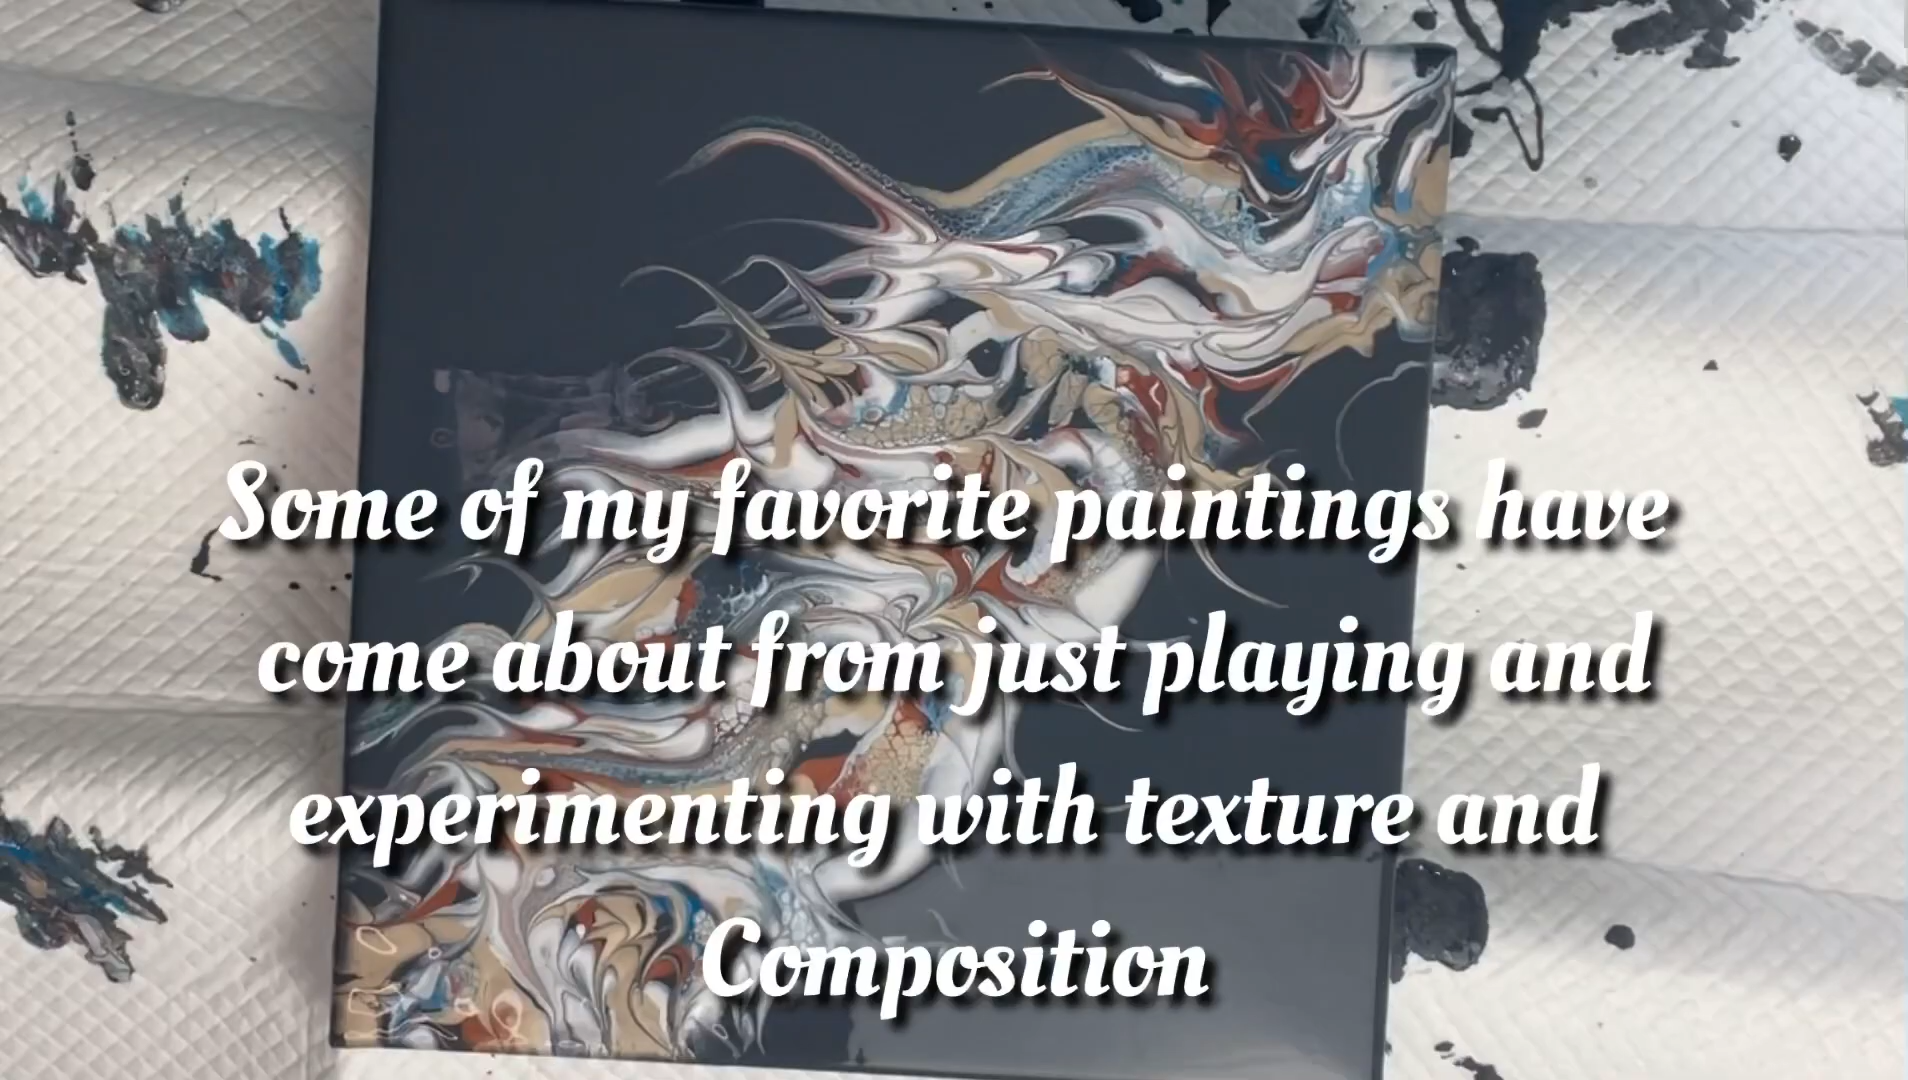 Some of my favorite paintings have
come about from just playing and
experimenting with texture and
Composition